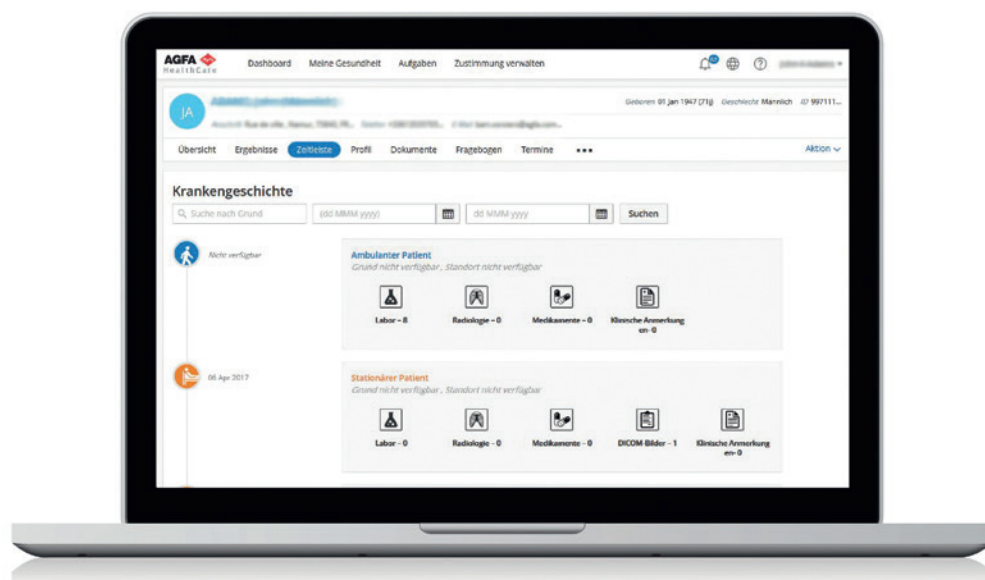 AGFA
HealthCare
Dashboard Meine Gesundheit Aufgaben Zustimmung verwalten
JA
Geboren 01 Jan 1947 (71j) Geschlecht Männlich ID 997111...
Übersicht Ergebnisse Zeitleiste Profil Dokumente Fragebogen Termine ••• Aktion
Krankengeschichte
Suche nach Grund (dd MMM yyyy) dd MMM yyyy Suchen
Nicht verfügbar
Ambulanter Patient
Grund nicht verfügbar , Standort nicht verfügbar
Labor – 8 Radiologie – 0 Medikamente – 0 Klinische Anmerkung
en- 0
06 Apr 2017
Stationärer Patient
Grund nicht verfügbar , Standort nicht verfügbar
Labor – 0 Radiologie – 0 Medikamente – 0 DICOM-Bilder – 1 Klinische Anmerkung
en- 0